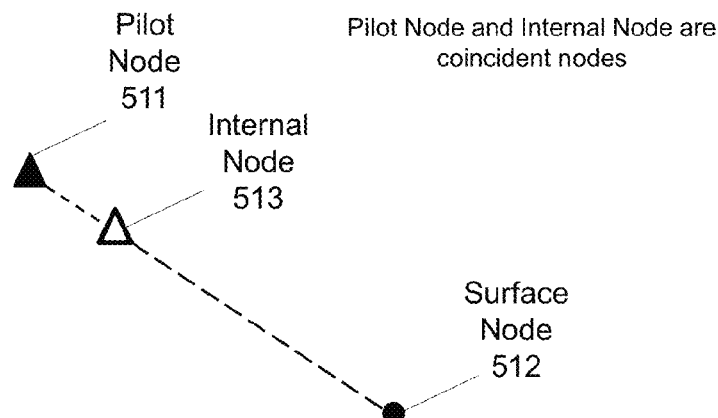 Pilot
Node
511
Pilot Node and Internal Node are
coincident nodes
Internal
Node
513
Surface
Node
512